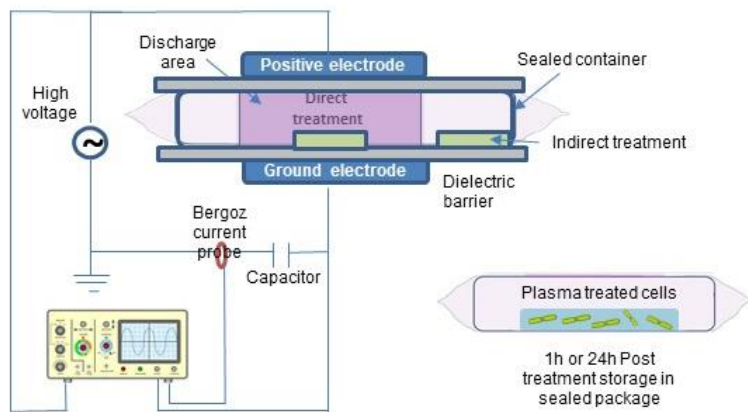 Discharge
area
Positive electrode
Sealed container
High
voltage
Direct
treatment
Indirect treatment
Ground electrode
Dielectric
barrier
Bergoz
current
probe
Capacitor
Plasma treated cells
1h or 24h Post
treatment storage in
sealed package